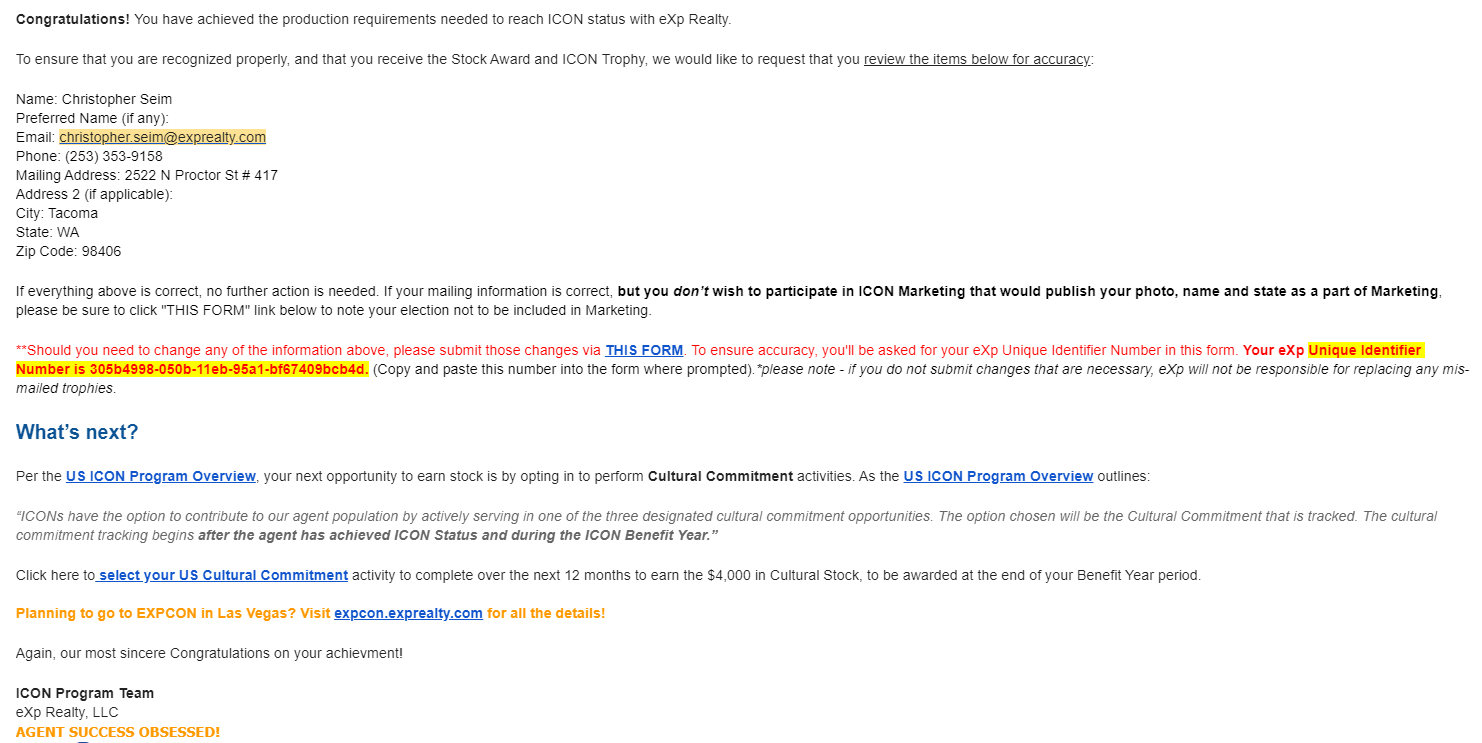 Congratulations! You have achieved the production requirements needed to reach ICON status with eXp Realty.
To ensure that you are recognized properly, and that you receive the Stock Award and ICON Trophy, we would like to request that you review the items below for accuracy:
Name: Christopher Seim
Preferred Name (if any):
Email: christopher.seim@exprealty.com
Phone: (253) 353-9158
Mailing Address: 2522 N Proctor St # 417
Address 2 (if applicable):
City: Tacoma
State: WA
Zip Code: 98406
If everything above is correct, no further action is needed. If your mailing information is correct, but you don’t wish to participate in ICON Marketing that would publish your photo, name and state as a part of Marketing,
please be sure to click "THIS FORM" link below to note your election not to be included in Marketing.
**Should you need to change any of the information above, please submit those changes via THIS FORM. To ensure accuracy, you'll be asked for your eXp Unique Identifier Number in this form. Your eXp Unique Identifier
Number is 305b4998-050b-11eb-95a1-bf67409bcb4d. (Copy and paste this number into the form where prompted).*please note - if you do not submit changes that are necessary, eXp will not be responsible for replacing any mis-
mailed trophies.
What’s next?
Per the US ICON Program Overview, your next opportunity to earn stock is by opting in to perform Cultural Commitment activities. As the US ICON Program Overview outlines:
“ICONs have the option to contribute to our agent population by actively serving in one of the three designated cultural commitment opportunities. The option chosen will be the Cultural Commitment that is tracked. The cultural
commitment tracking begins after the agent has achieved ICON Status and during the ICON Benefit Year.”
Click here to select your US Cultural Commitment activity to complete over the next 12 months to earn the $4,000 in Cultural Stock, to be awarded at the end of your Benefit Year period.
Planning to go to EXPCON in Las Vegas? Visit expcon.exprealty.com for all the details!
Again, our most sincere Congratulations on your achievment!
ICON Program Team
eXp Realty, LLC
AGENT SUCCESS OBSESSED!